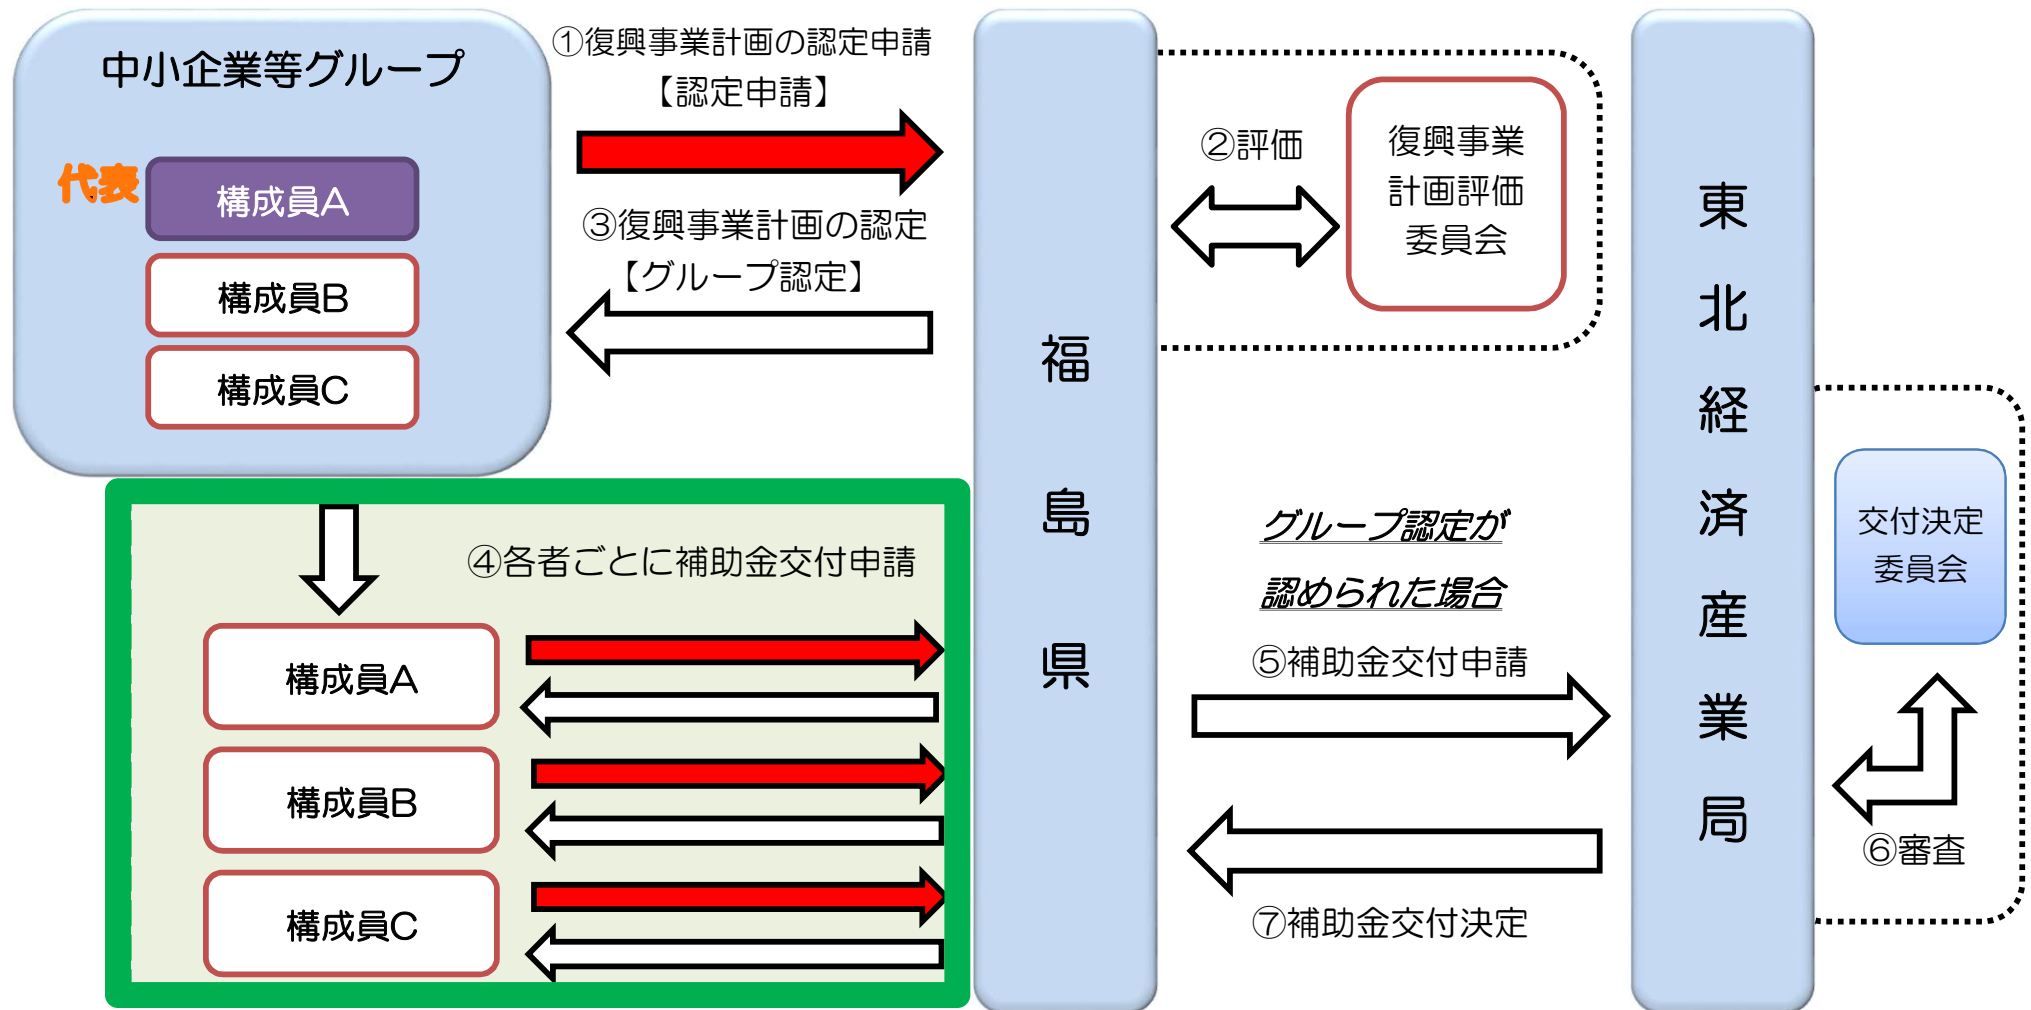 中小企業等グループ
代表
構成員A
構成員B
構成員C
①復興事業計画の認定申請
【認定申請】
③復興事業計画の認定
【グループ認定】
福島県
②評価
復興事業
計画評価
委員会
東北経済産業局
交付決定
委員会
⑥審査
④各者ごとに補助金交付申請
構成員A
構成員B
構成員C
グループ認定が
認められた場合
⑤補助金交付申請
⑦補助金交付決定